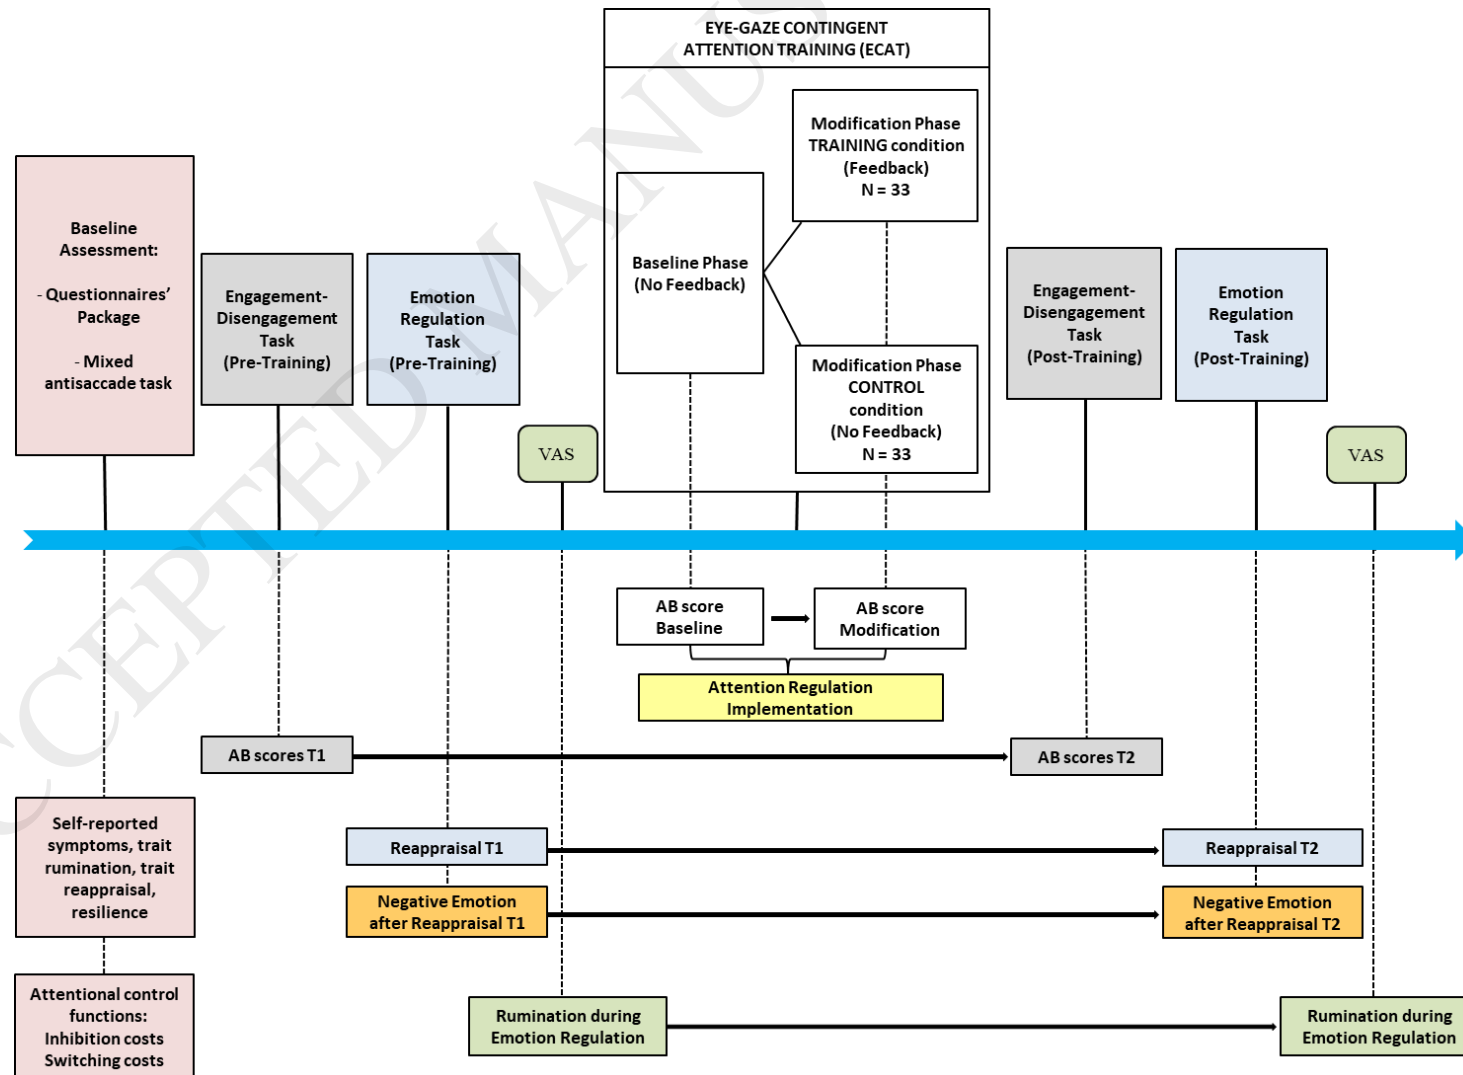 EYE-GAZE CONTINGENT
ATTENTION TRAINING (ECAT)
Modification Phase
TRAINING condition
(Feedback)
N = 33
Baseline Phase
(No Feedback)
Modification Phase
CONTROL
condition
(No Feedback)
N = 33
Baseline
Assessment:
- Questionnaires’
Package
- Mixed
antisaccade task
Engagement-
Disengagement
Task
(Pre-Training)
Emotion
Regulation
Task
(Pre-Training)
VAS
Engagement-
Disengagement
Task
(Post-Training)
Emotion
Regulation
Task
(Post-Training)
VAS
AB score
Baseline
AB score
Modification
Attention Regulation
Implementation
AB scores T1
AB scores T2
Self-reported
symptoms, trait
rumination, trait
reappraisal,
resilience
Reappraisal T1
Reappraisal T2
Negative Emotion
after Reappraisal T1
Negative Emotion
after Reappraisal T2
Attentional control
functions:
Inhibition costs
Switching costs
Rumination during
Emotion Regulation
Rumination during
Emotion Regulation
CCEPTED MANUS